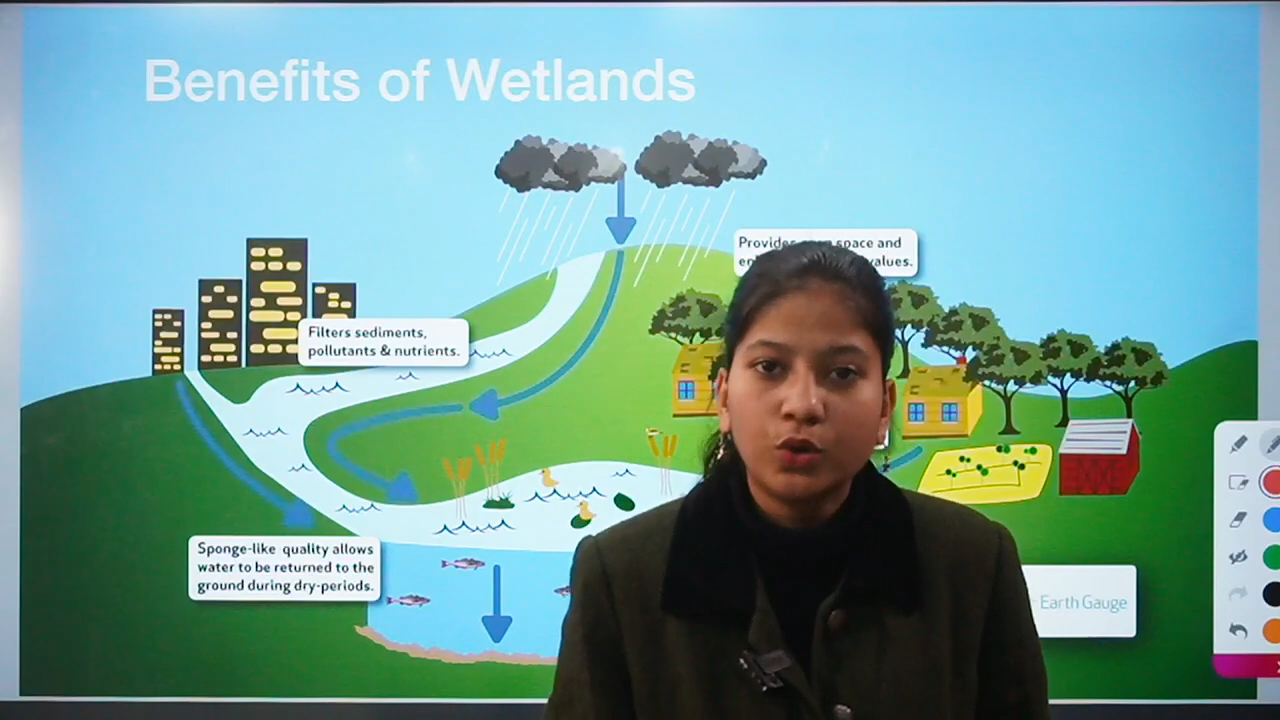 Benefits of Wetlands
Provides space and
values.
Filters sediments,
pollutants & nutrients.
Sponge-like quality allows
water to be returned to the
ground during dry-periods.
Earth Gauge